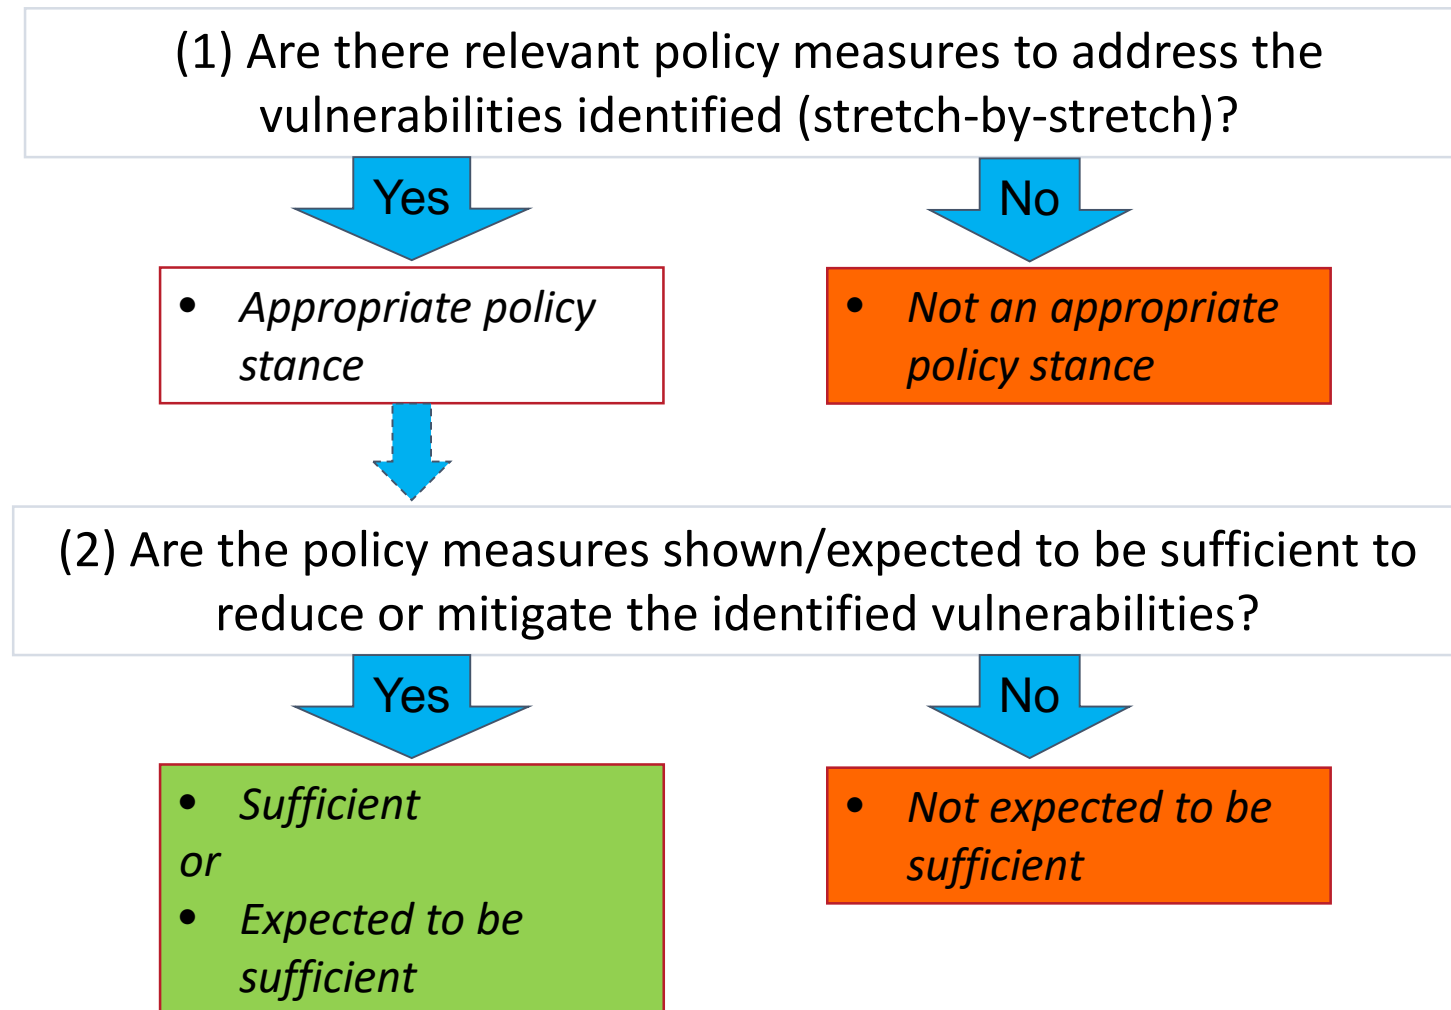 (1) Are there relevant policy measures to address the
vulnerabilities identified (stretch-by-stretch)?
Yes
No
• Appropriate policy
stance
• Not an appropriate
policy stance
(2) Are the policy measures shown/expected to be sufficient to
reduce or mitigate the identified vulnerabilities?
Yes
No
• Sufficient
or
• Expected to be
sufficient
• Not expected to be
sufficient